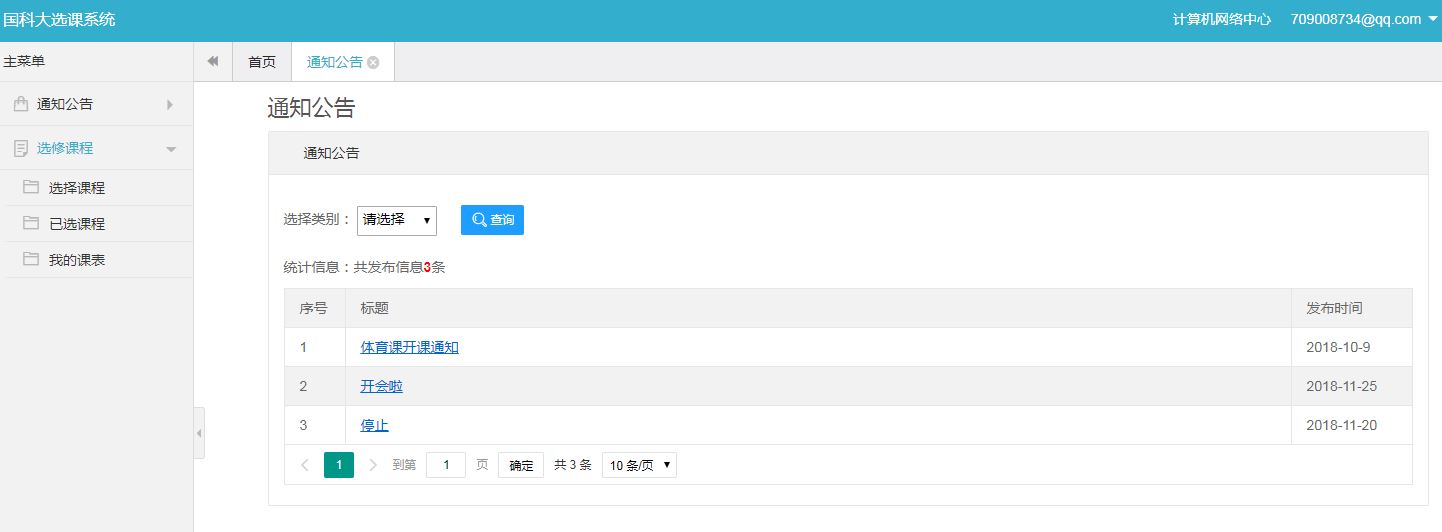 国科大选课系统
计算机网络中心 709008734@qq.com
主菜单
首页 通知公告
通知公告
选修课程
选择课程
已选课程
我的课表
通知公告
通知公告
选择类别： 请选择 查询
统计信息：共发布信息3条
序号 标题 发布时间
1 体育课开课通知 2018-10-9
2 开会啦 2018-11-25
3 停止 2018-11-20
1 到第 1 页 确定 共 3 条 10 条/页